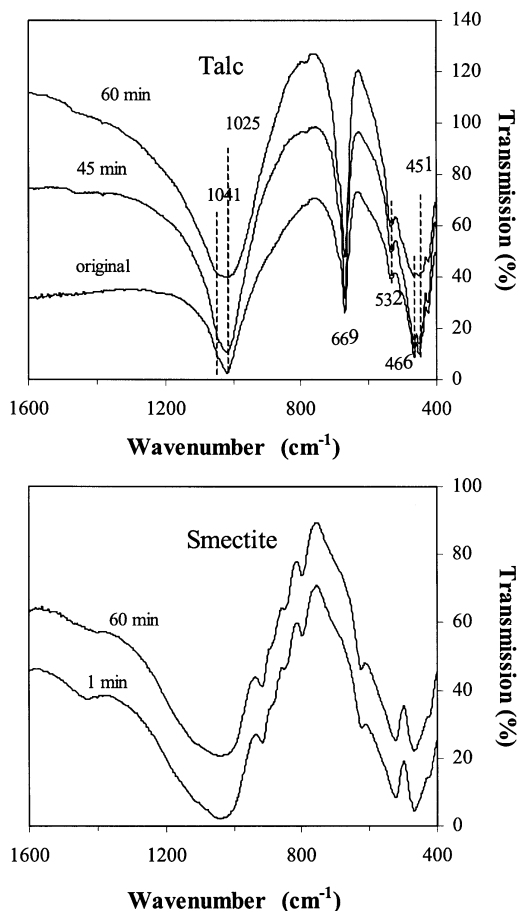 140
Talc
120
60 min
1025
100
451
45 min
1041
80
60
original
40
532
669
466
20
0
1600
1200
800
400
Wavenumber (cm-1)
Transmission (%)
100
Smectite
80
60 min
60
1 min
40
20
0
1600
1200
800
400
Wavenumber (cm-1)
Transmission (%)